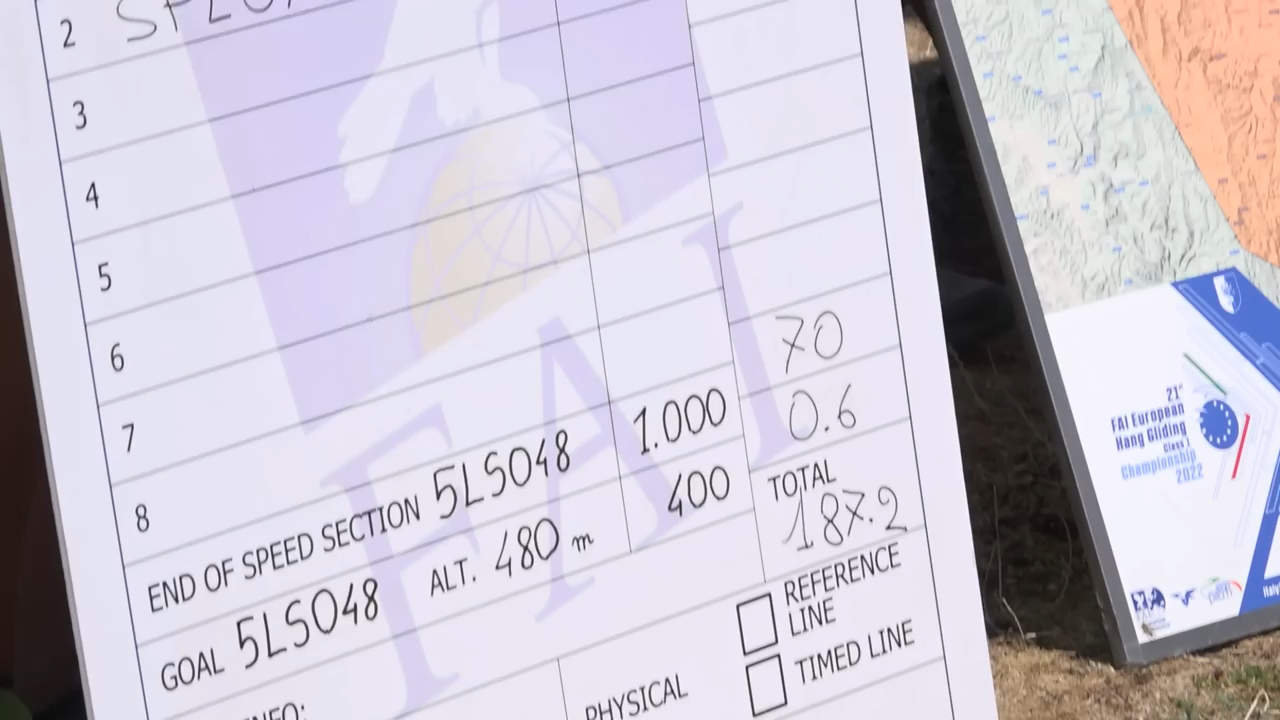 2
3
4
5
6
7
8
70
END OF SPEED SECTION 5LS048 1.000 0.6
GOAL 5LS048 ALT. 480 m 400 TOTAL
187.2
REFERENCE
LINE
TIMED LINE
PHYSICAL
FAI
21st
FAI European
Hang Gliding
Class 1
Championship
2022